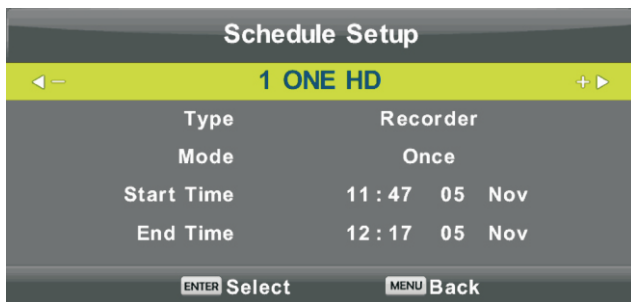 Schedule Setup
1 ONE HD
Type Recorder
Mode Once
Start Time 11:47 05 Nov
End Time 12:17 05 Nov
ENTER Select MENU Back